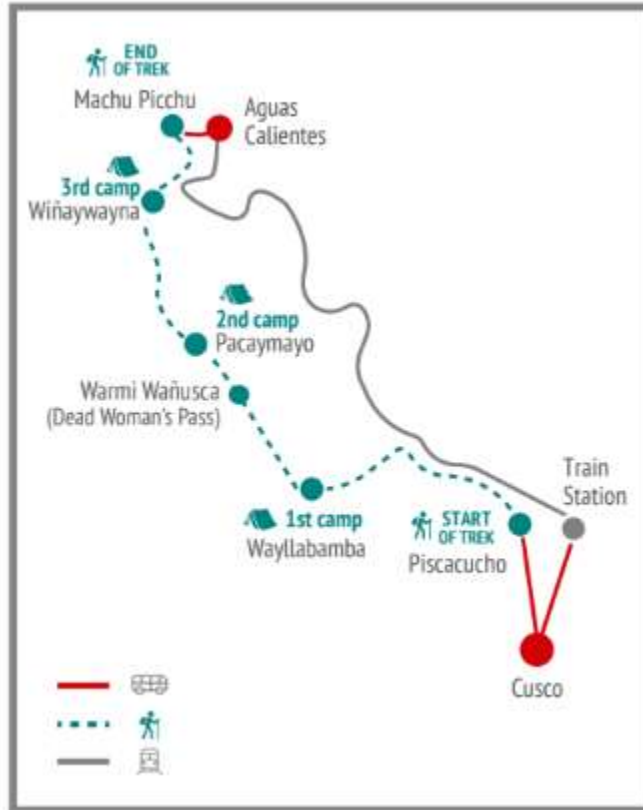 END
OF TREK
Machu Picchu
Aguas
Calientes
3rd camp
Wiñaywayna
2nd camp
Pacaymayo
Warmi Wañusca
(Dead Woman's Pass)
Train
Station
1st camp
Wayllabamba
START
OF TREK
Piscacucho
Cusco